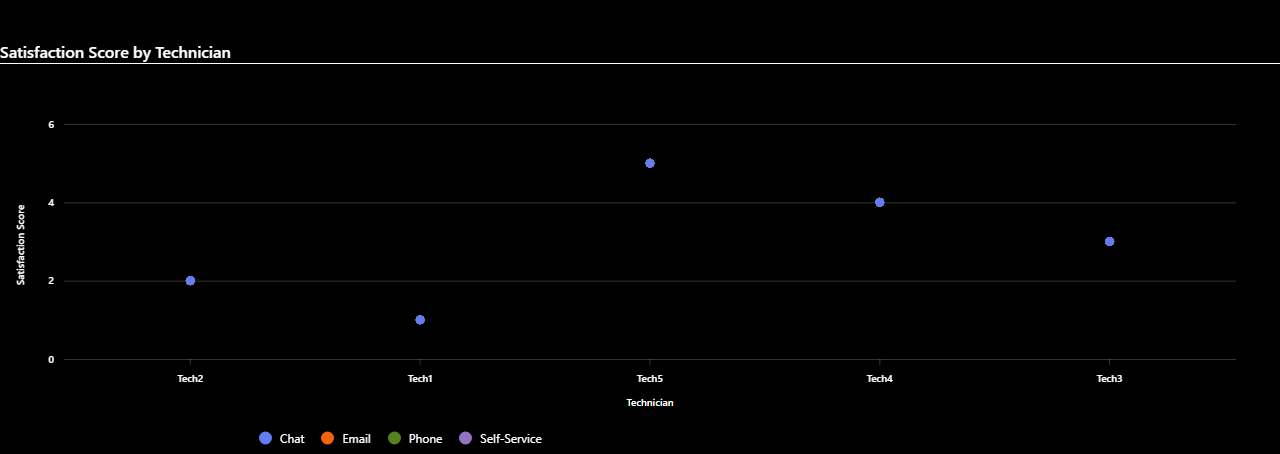 Satisfaction Score by Technician
6
4
2
0
Satisfaction Score
Tech2 Tech1 Tech5 Tech4 Tech3
Technician
Chat Email Phone Self-Service